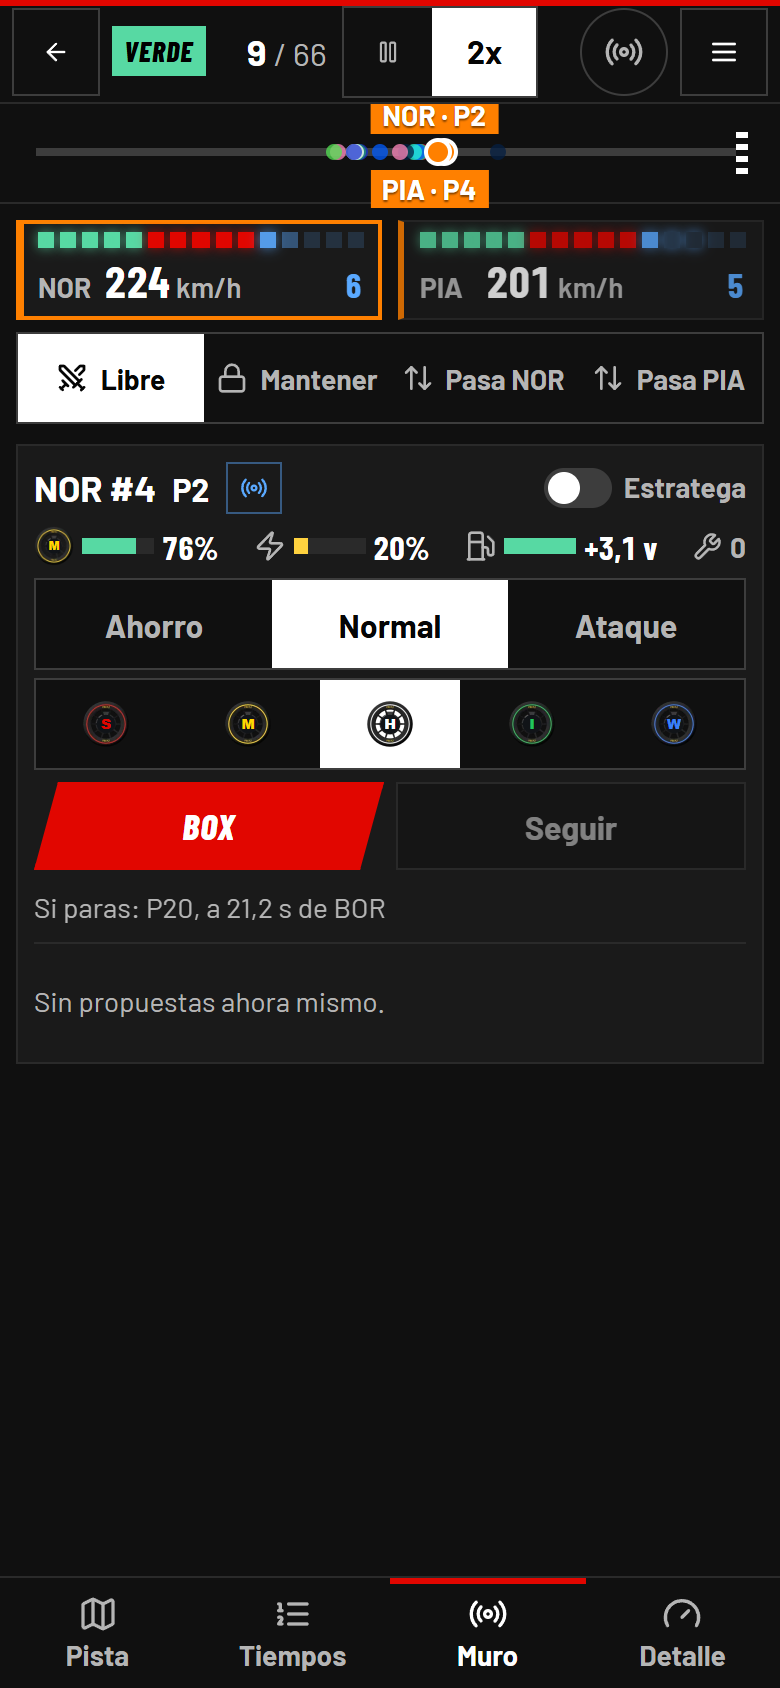 VERDE
9 / 66
2x
NOR · P2
PIA · P4
NOR 224 km/h 6
PIA 201 km/h 5
Libre
Mantener
Pasa NOR
Pasa PIA
NOR #4 P2
Estratega
M 76%
20%
+3,1 v
0
Ahorro
Normal
Ataque
S
M
H
I
W
BOX
Seguir
Si paras: P20, a 21,2 s de BOR
Sin propuestas ahora mismo.
Pista
Tiempos
Muro
Detalle